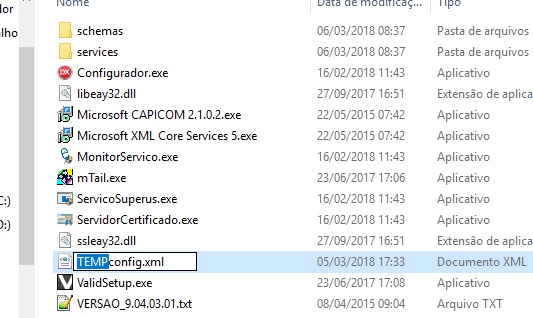 Nome Data de modificaç... Tipo
schemas 06/03/2018 08:37 Pasta de arquivos
services 06/03/2018 08:37 Pasta de arquivos
Configurador.exe 16/02/2018 11:43 Aplicativo
libeay32.dll 27/09/2017 16:51 Extensão de aplica
Microsoft CAPICOM 2.1.0.2.exe 22/05/2015 07:42 Aplicativo
Microsoft XML Core Services 5.exe 22/05/2015 07:42 Aplicativo
MonitorServico.exe 16/02/2018 11:43 Aplicativo
mTail.exe 23/06/2017 17:06 Aplicativo
ServicoSuperus.exe 16/02/2018 11:43 Aplicativo
C:) ServidorCertificado.exe 16/02/2018 11:43 Aplicativo
D:) ssleay32.dll 27/09/2017 16:51 Extensão de aplica
TEMPconfig.xml 05/03/2018 17:33 Documento XML
ValidSetup.exe 23/06/2017 17:08 Aplicativo
VERSAO_9.04.03.01.txt 08/04/2015 09:04 Arquivo TXT